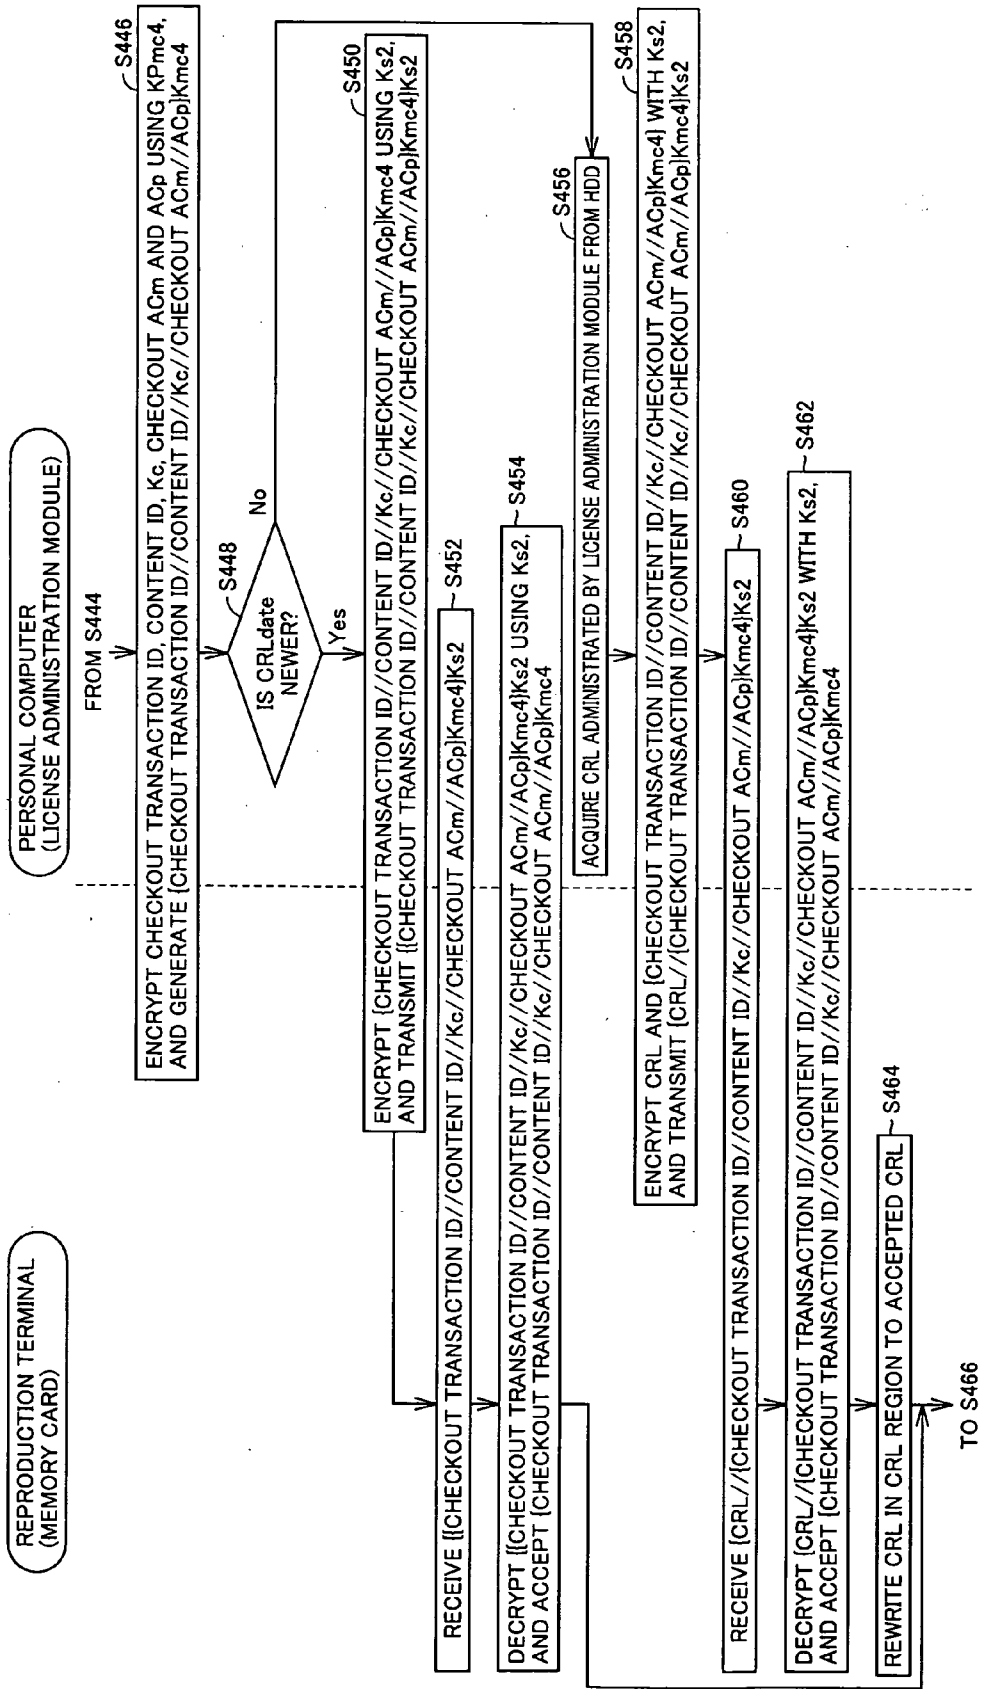 REPRODUCTION TERMINAL
(MEMORY CARD)
PERSONAL COMPUTER
(LICENSE ADMINISTRATION MODULE)
FROM S444
S446
ENCRYPT CHECKOUT TRANSACTION ID, CONTENT ID, Kc, CHECKOUT ACm AND ACp USING KPmc4,
AND GENERATE {CHECKOUT TRANSACTION ID//CONTENT ID//Kc//CHECKOUT ACm//ACp}Kmc4
S448
IS CRLdate
NEWER?
No
Yes
S450
ENCRYPT {CHECKOUT TRANSACTION ID//CONTENT ID//Kc//CHECKOUT ACm//ACp}Kmc4 USING Ks2,
AND TRANSMIT {{CHECKOUT TRANSACTION ID//CONTENT ID//Kc//CHECKOUT ACm//ACp}Kmc4}Ks2
S452
RECEIVE {{CHECKOUT TRANSACTION ID//CONTENT ID//Kc//CHECKOUT ACm//ACp}Kmc4}Ks2
S454
DECRYPT {{CHECKOUT TRANSACTION ID//CONTENT ID//Kc//CHECKOUT ACm//ACp}Kmc4}Ks2 USING Ks2,
AND ACCEPT {CHECKOUT TRANSACTION ID//CONTENT ID//Kc//CHECKOUT ACm//ACp}Kmc4
S456
ACQUIRE CRL ADMINISTRATED BY LICENSE ADMINISTRATION MODULE FROM HDD
S458
ENCRYPT CRL AND {CHECKOUT TRANSACTION ID//CONTENT ID//Kc//CHECKOUT ACm//ACp}Kmc4} WITH Ks2,
AND TRANSMIT {CRL//{CHECKOUT TRANSACTION ID//CONTENT ID//Kc//CHECKOUT ACm//ACp}Kmc4}Ks2
S460
RECEIVE {CRL//{CHECKOUT TRANSACTION ID//CONTENT ID//Kc//CHECKOUT ACm//ACp}Kmc4}Ks2
S462
DECRYPT {CRL//{CHECKOUT TRANSACTION ID//CONTENT ID//Kc//CHECKOUT ACm//ACp}Kmc4}Ks2 WITH Ks2,
AND ACCEPT {CHECKOUT TRANSACTION ID//CONTENT ID//Kc//CHECKOUT ACm//ACp}Kmc4
S464
REWRITE CRL IN CRL REGION TO ACCEPTED CRL
TO S466